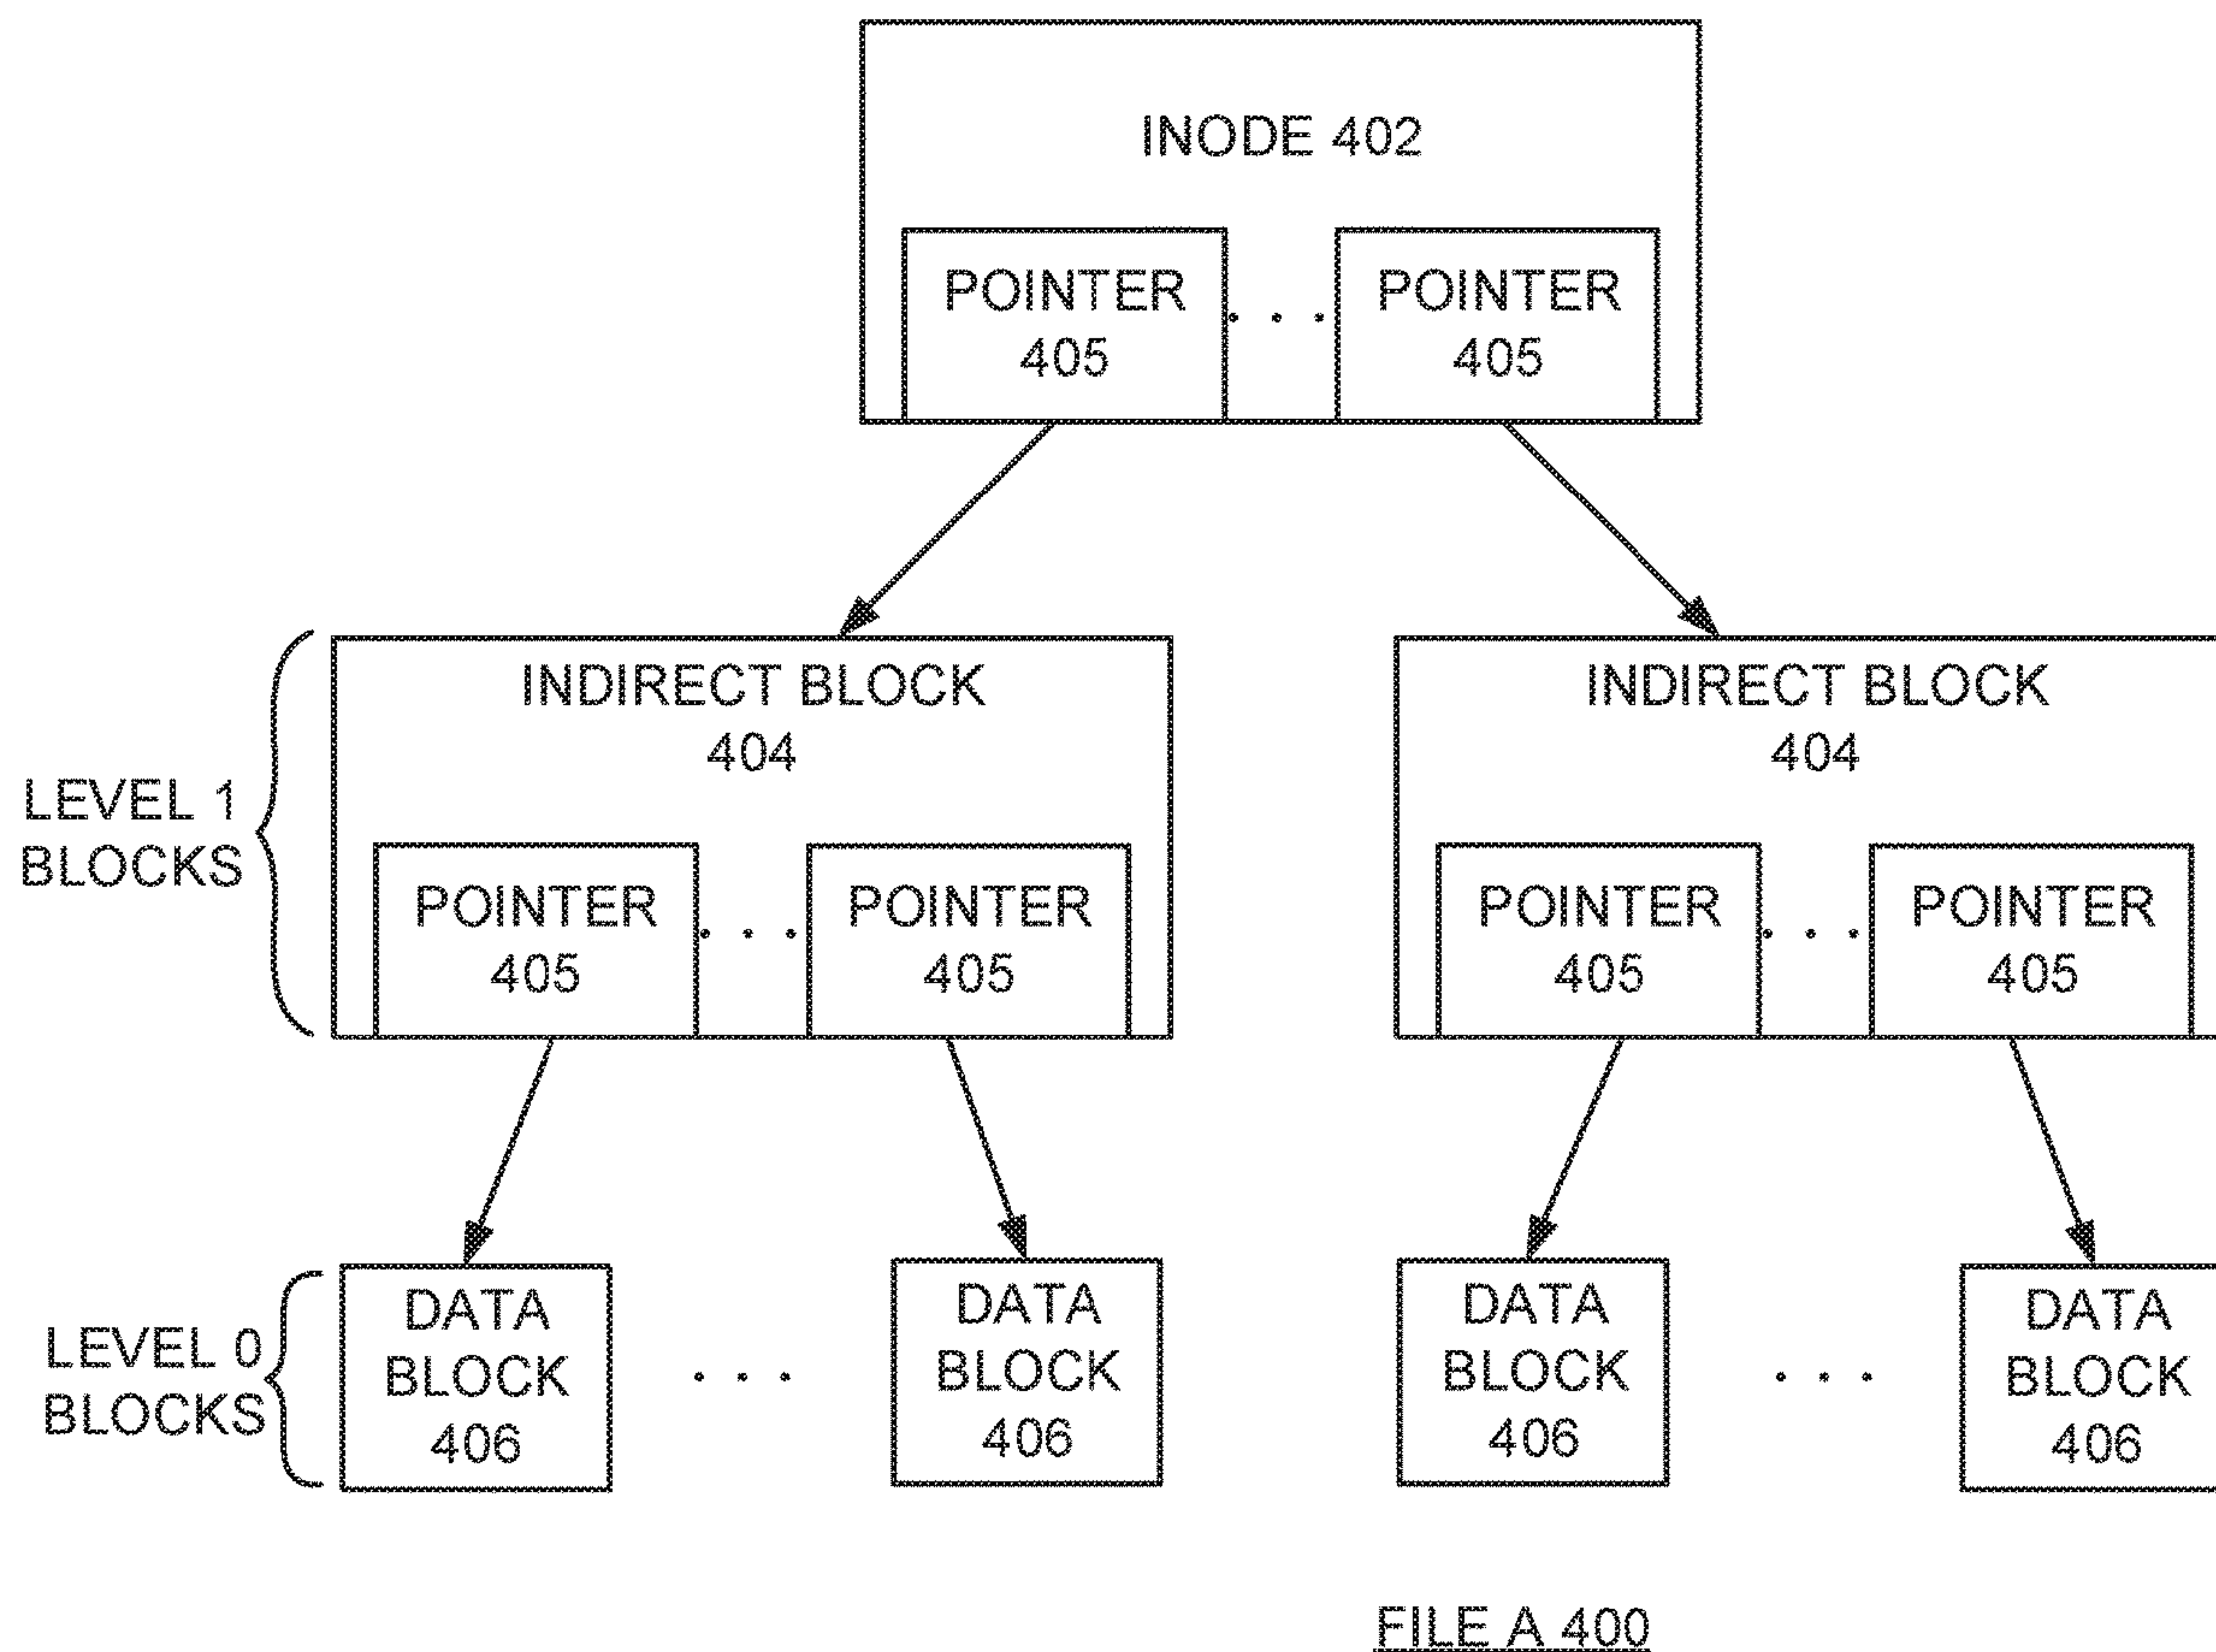 INODE 402
POINTER
405
. . .
POINTER
405
LEVEL 1
BLOCKS
INDIRECT BLOCK
404
POINTER
405
. . .
POINTER
405
INDIRECT BLOCK
404
POINTER
405
. . .
POINTER
405
LEVEL 0
BLOCKS
DATA
BLOCK
406
. . .
DATA
BLOCK
406
DATA
BLOCK
406
. . .
DATA
BLOCK
406
FILE A 400